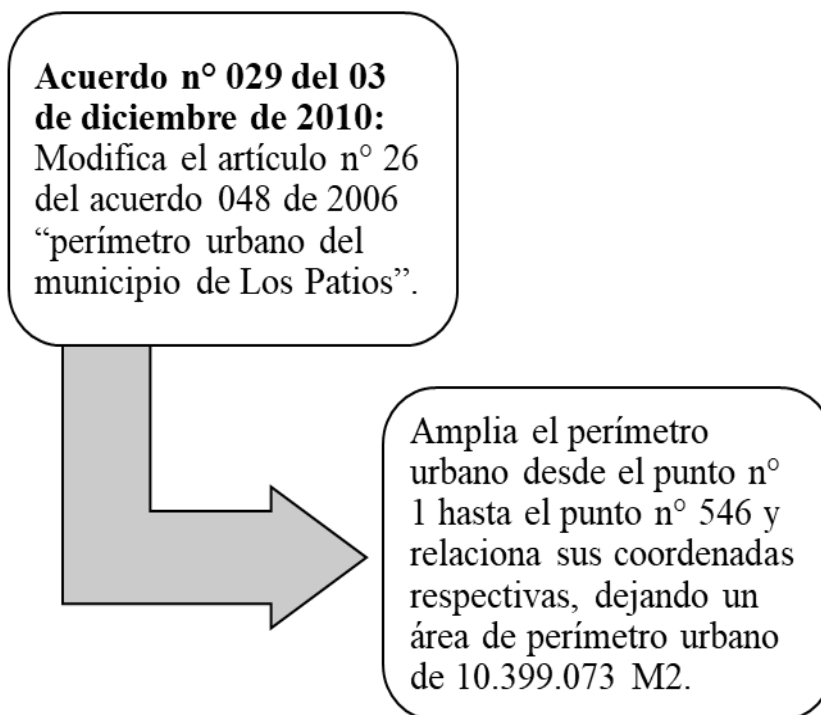 Acuerdo n° 029 del 03
de diciembre de 2010:
Modifica el artículo n° 26
del acuerdo 048 de 2006
“perímetro urbano del
municipio de Los Patios”.
Amplia el perímetro
urbano desde el punto n°
1 hasta el punto n° 546 y
relaciona sus coordenadas
respectivas, dejando un
área de perímetro urbano
de 10.399.073 M2.